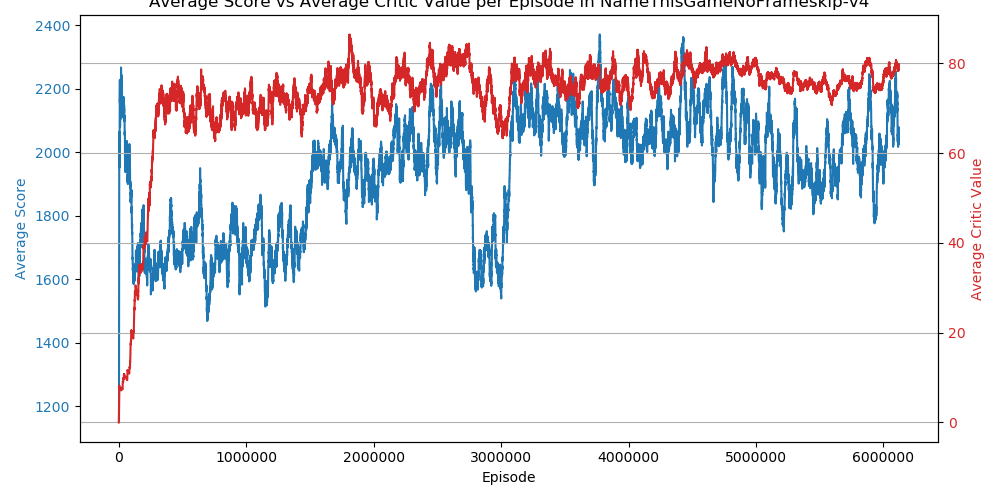 Average Score vs Average Critic Value per Episode in NameThisGameNoFrameskip-v4
2400
2200
2000
1800
1600
1400
1200
Average Score
80
60
40
20
0
Average Critic Value
0 1000000 2000000 3000000 4000000 5000000 6000000
Episode